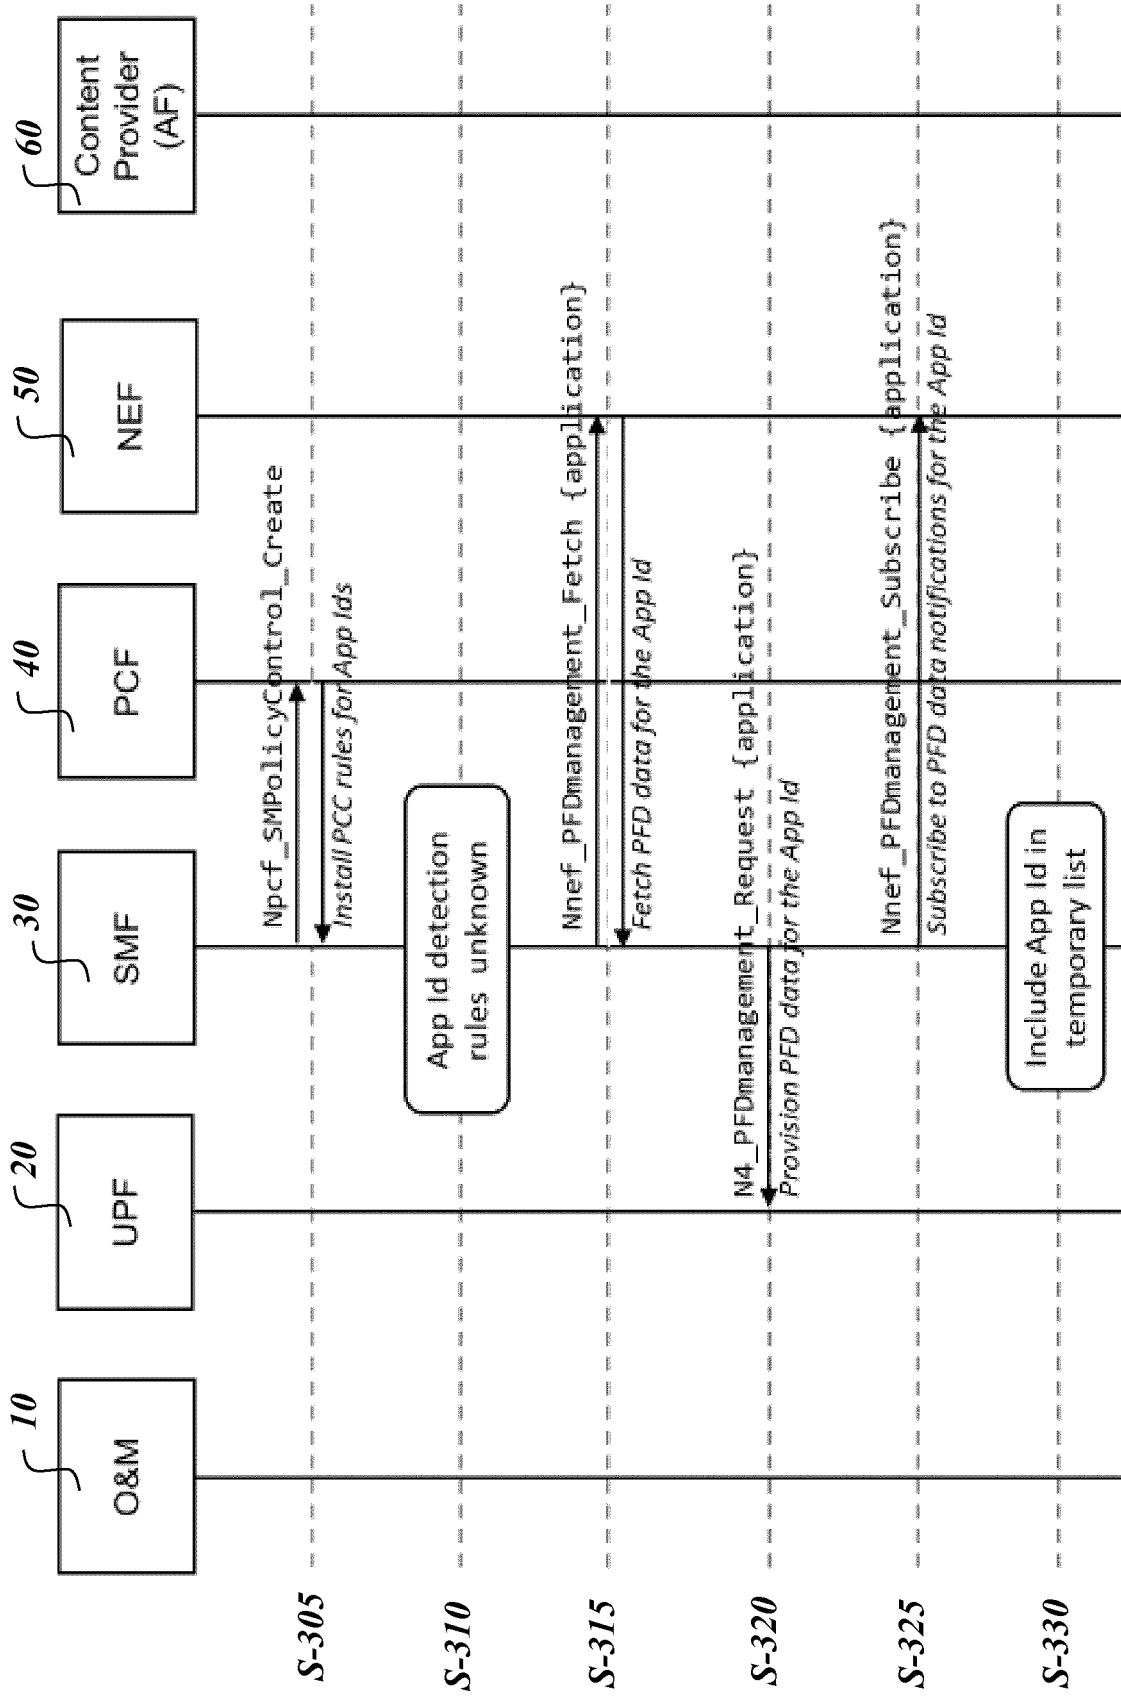 10
20
30
40
50
60
O&M
UPF
SMF
PCF
NEF
Content
Provider
(AF)
S-305
Npcf_SMPolicyControl_Create
Install PCC rules for App Ids
S-310
App Id detection
rules unknown
S-315
Nnef_PFDmanagement_Fetch {application}
Fetch PFD data for the App Id
S-320
N4_PFDmanagement_Request {application}
Provision PFD data for the App Id
S-325
Nnef_PFDmanagement_Subscribe {application}
Subscribe to PFD data notifications for the App Id
S-330
Include App Id in
temporary list